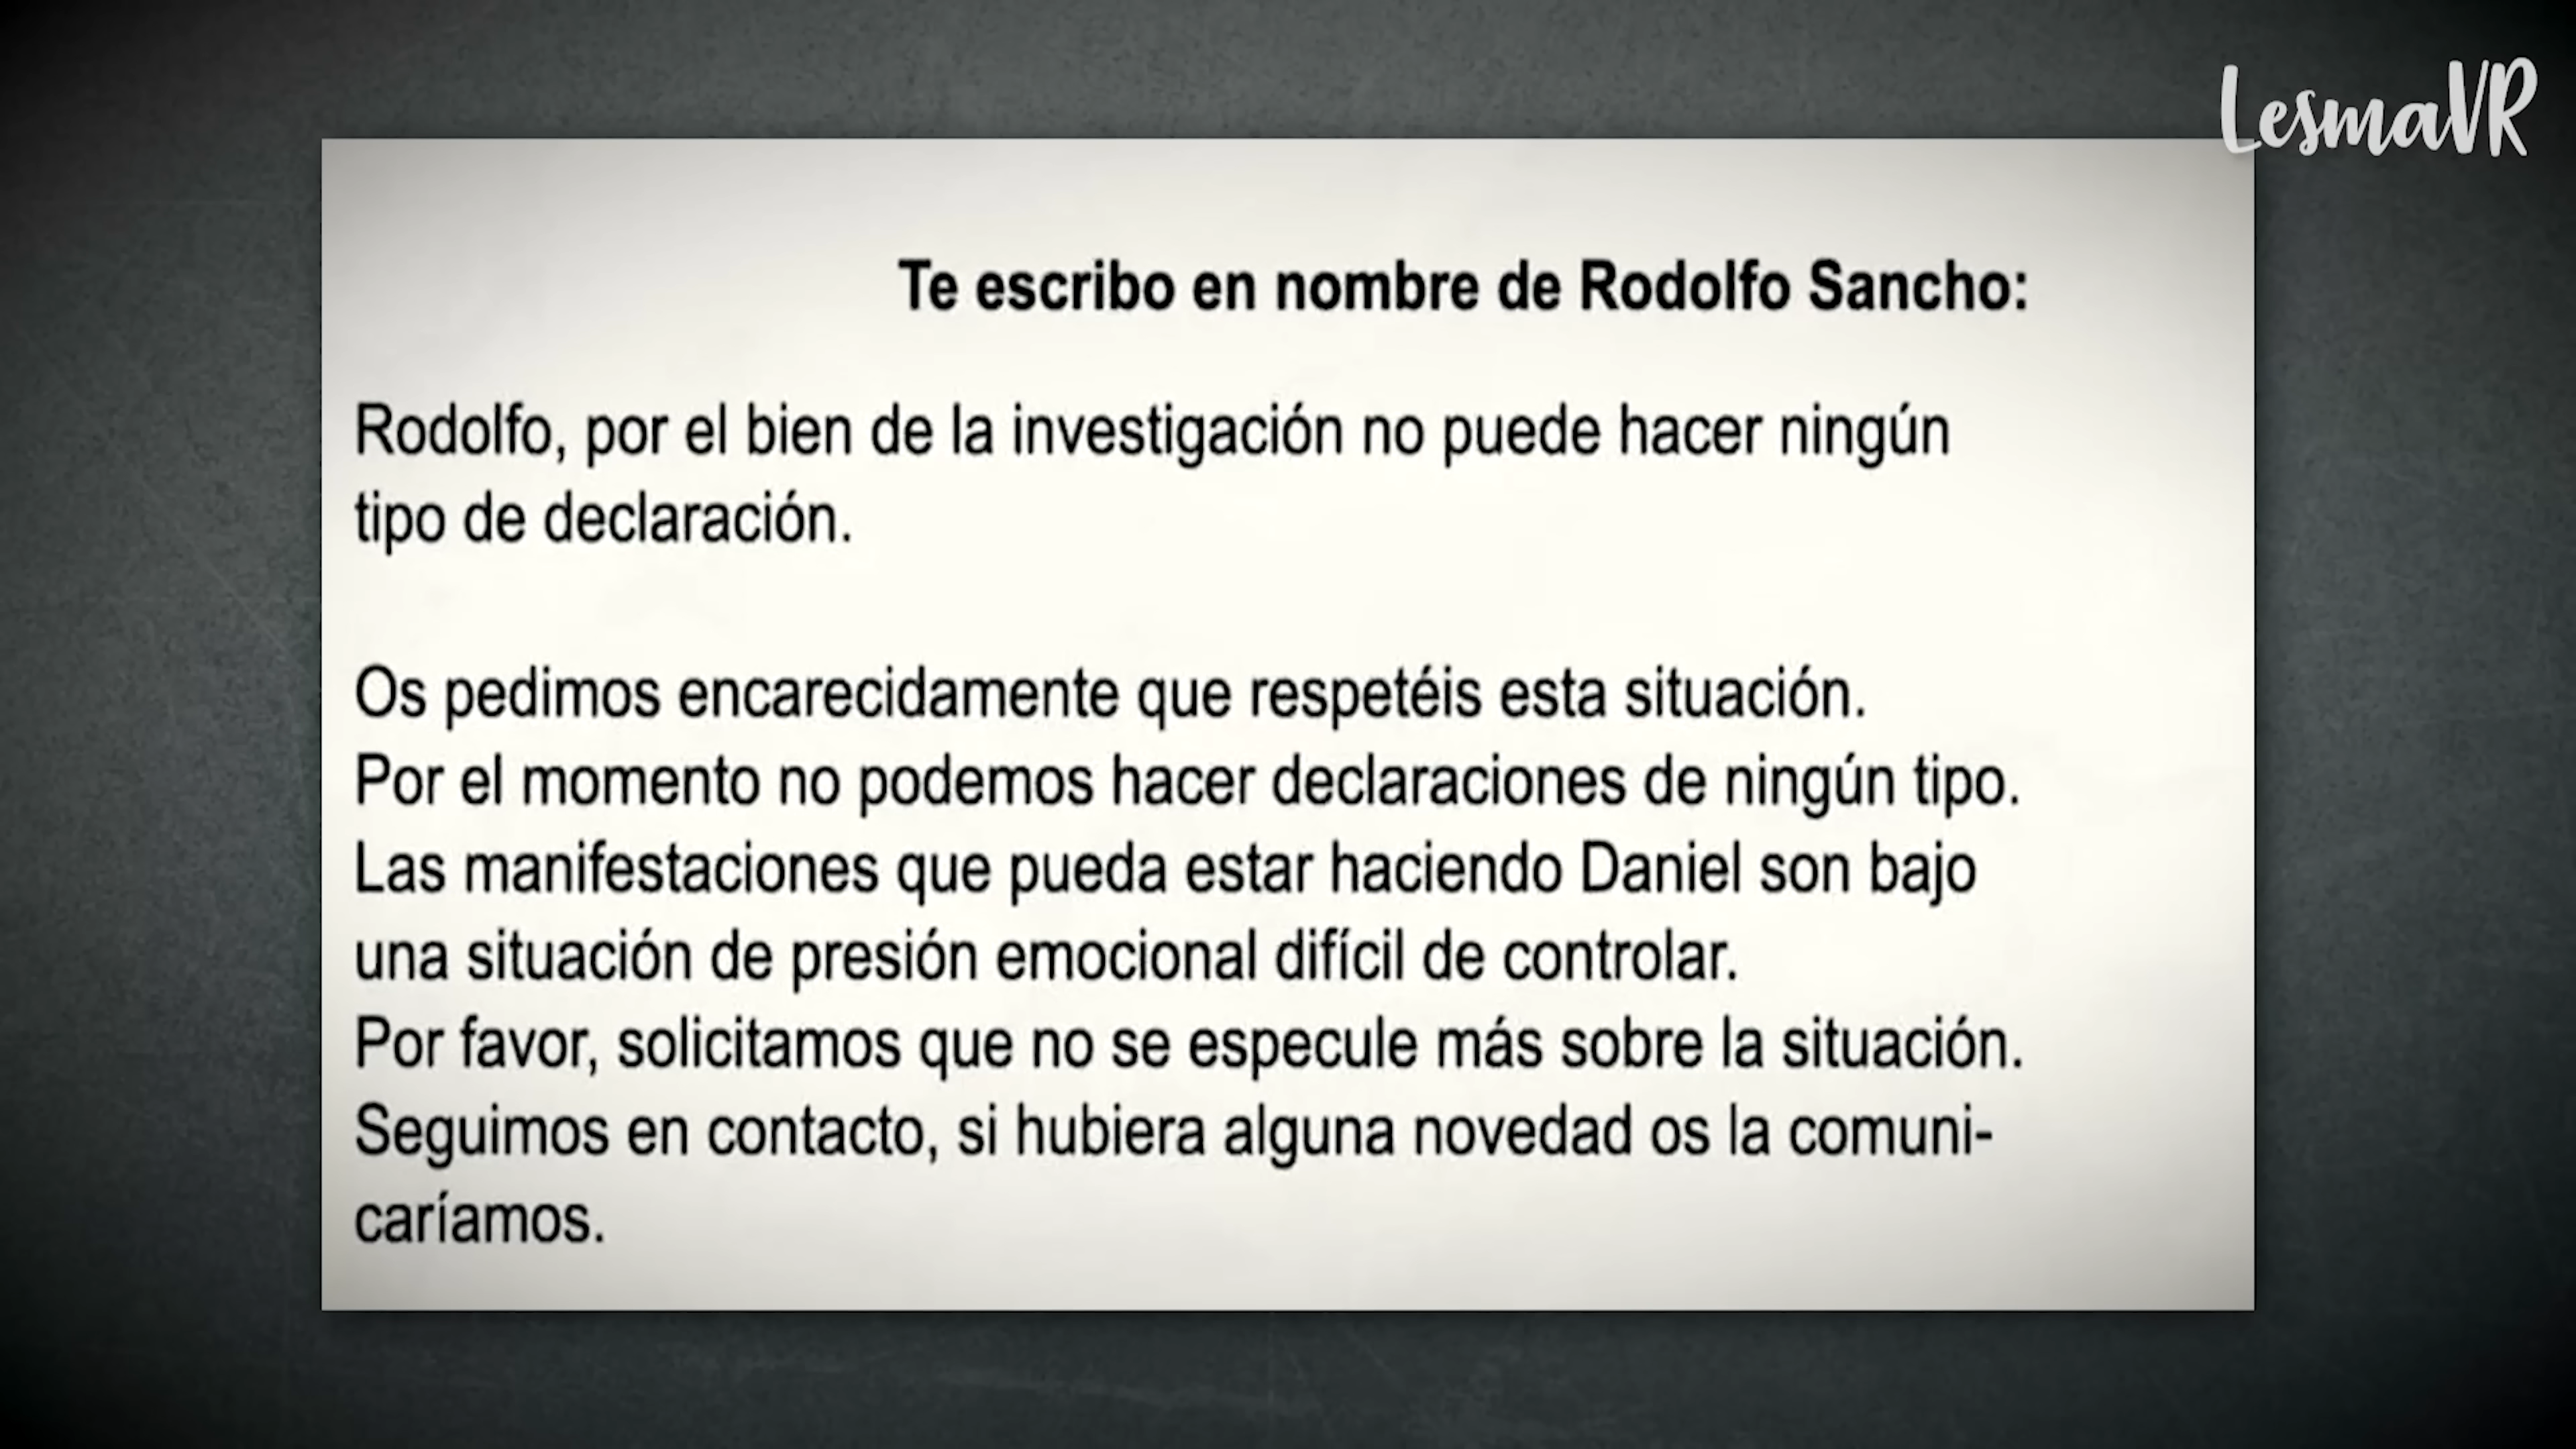 LesmaVR
Te escribo en nombre de Rodolfo Sancho:
Rodolfo, por el bien de la investigación no puede hacer ningún
tipo de declaración.
Os pedimos encarecidamente que respetéis esta situación.
Por el momento no podemos hacer declaraciones de ningún tipo.
Las manifestaciones que pueda estar haciendo Daniel son bajo
una situación de presión emocional difícil de controlar.
Por favor, solicitamos que no se especule más sobre la situación.
Seguimos en contacto, si hubiera alguna novedad os la comuni-
caríamos.